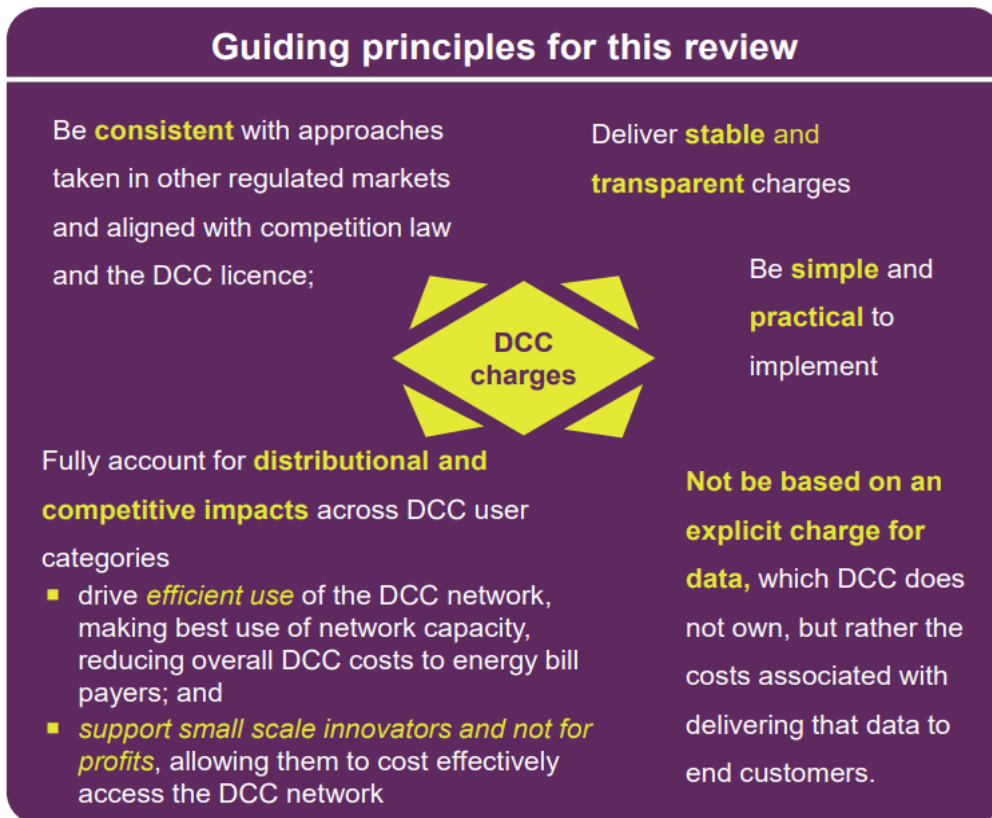 Guiding principles for this review
Be consistent with approaches
taken in other regulated markets
and aligned with competition law
and the DCC licence;
Deliver stable and
transparent charges
Be simple and
practical to
implement
DCC
charges
Fully account for distributional and
competitive impacts across DCC user
categories
▪ drive efficient use of the DCC network,
making best use of network capacity,
reducing overall DCC costs to energy bill
payers; and
▪ support small scale innovators and not for
profits, allowing them to cost effectively
access the DCC network
Not be based on an
explicit charge for
data, which DCC does
not own, but rather the
costs associated with
delivering that data to
end customers.